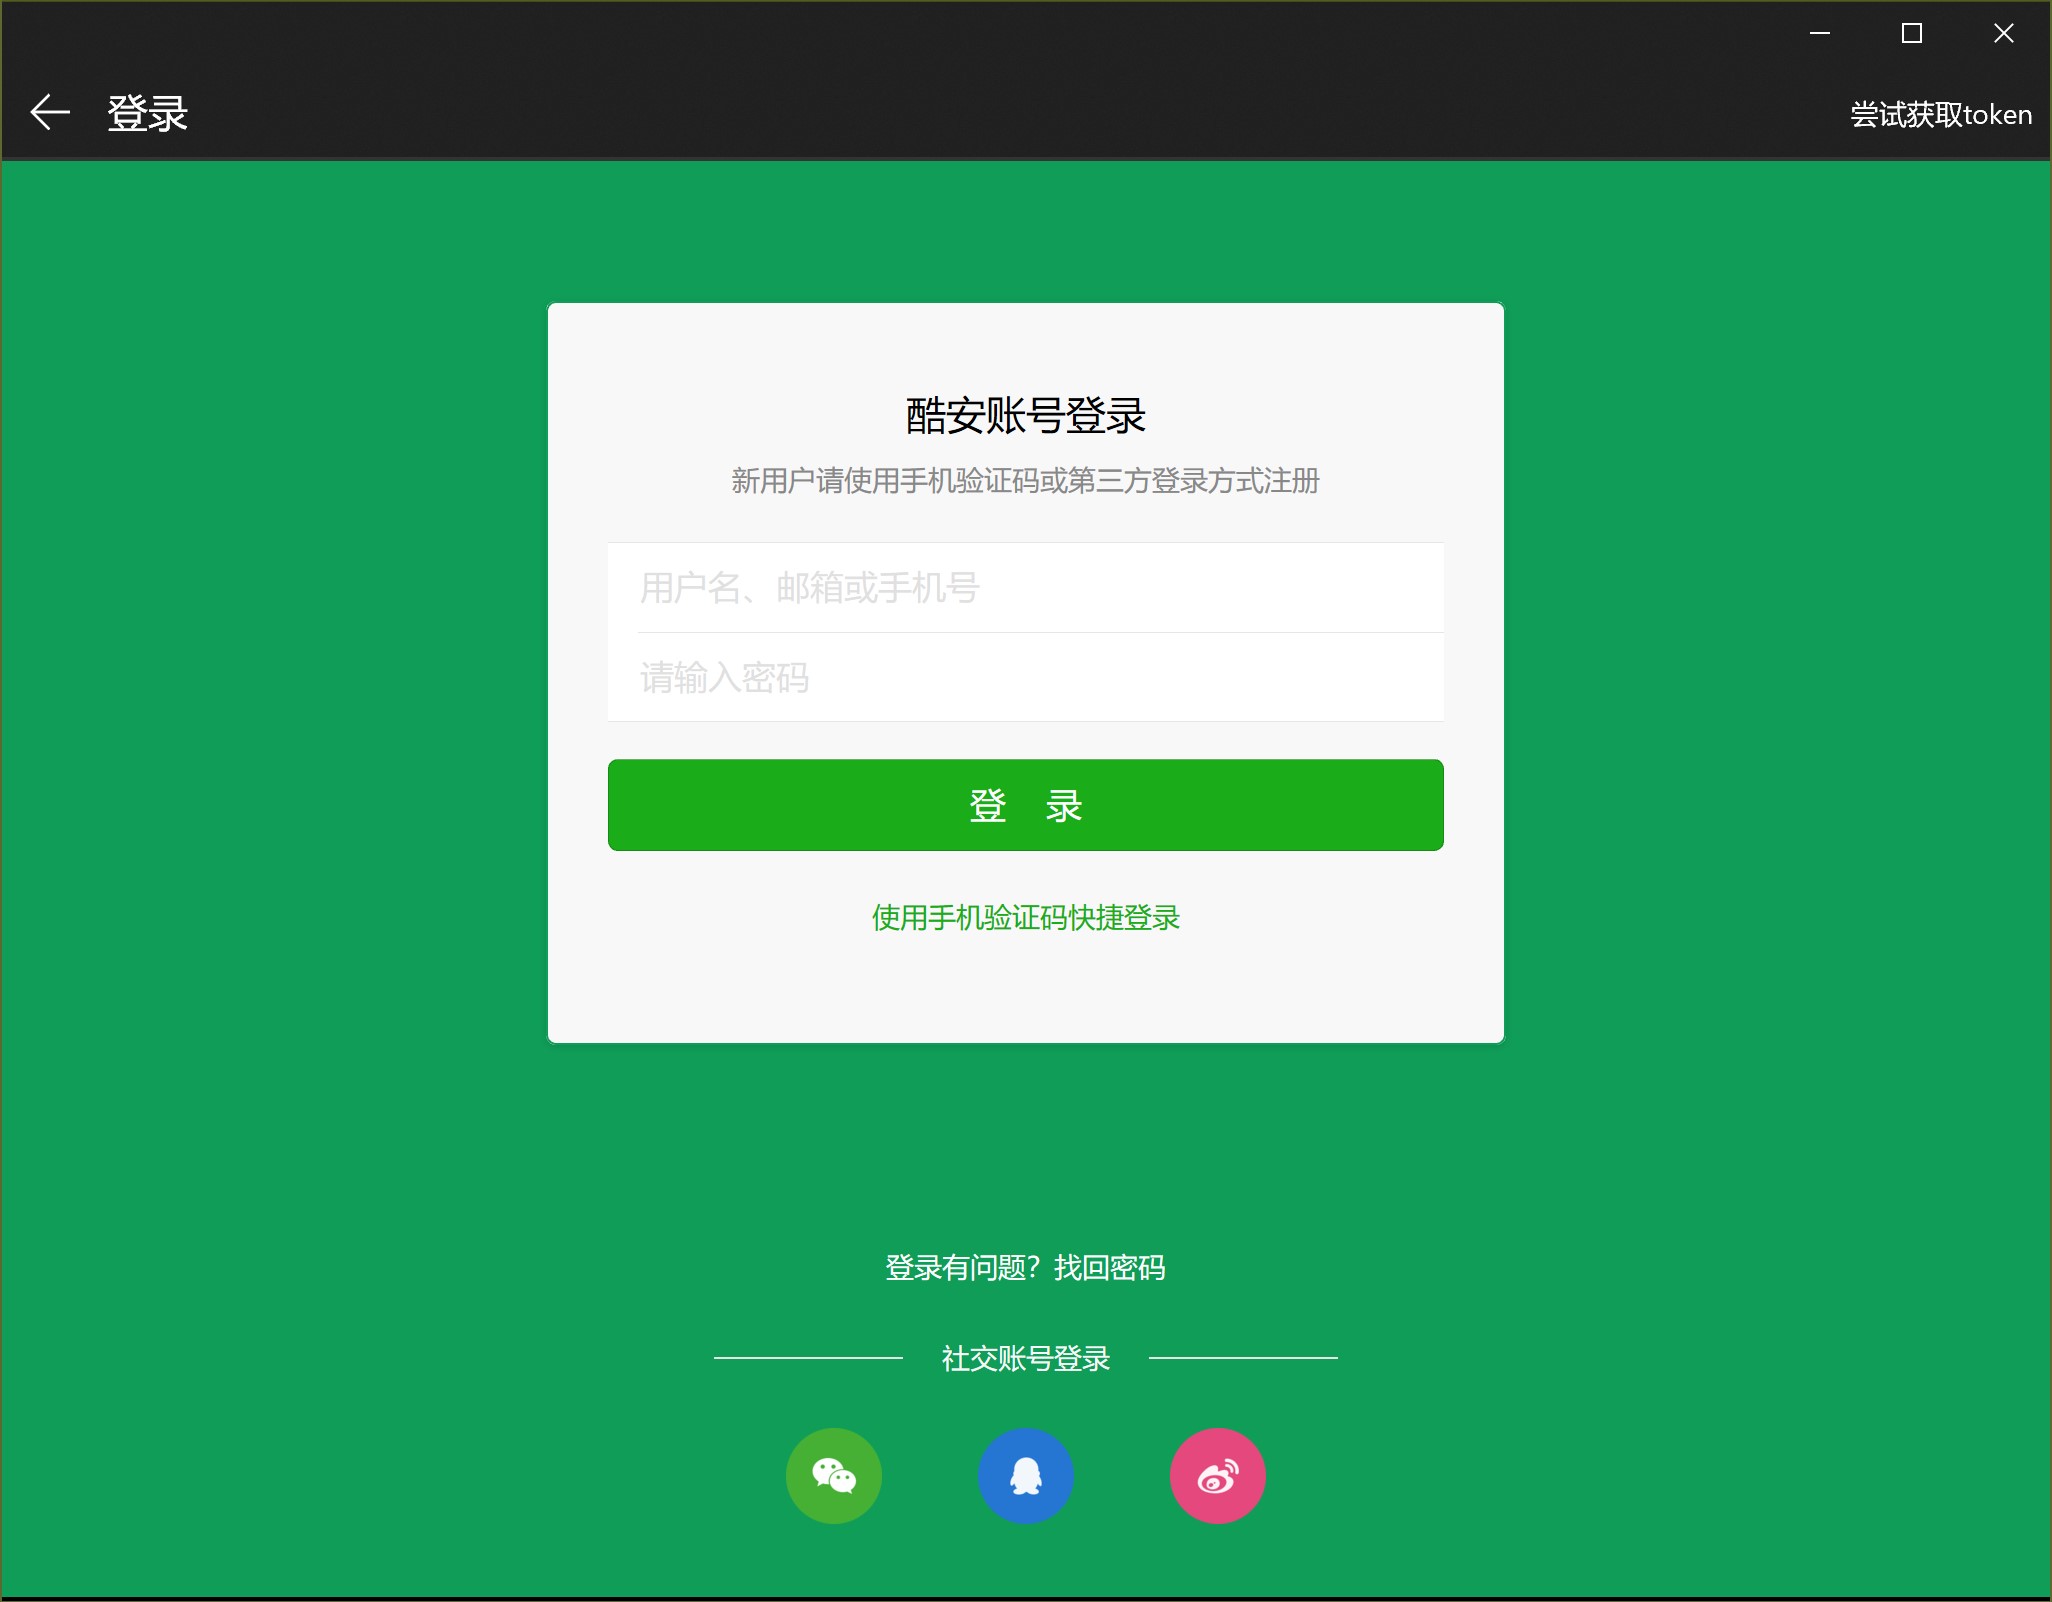 登录
尝试获取token
酷安账号登录
新用户请使用手机验证码或第三方登录方式注册
用户名、邮箱或手机号
请输入密码
登 录
使用手机验证码快捷登录
登录有问题？找回密码
社交账号登录